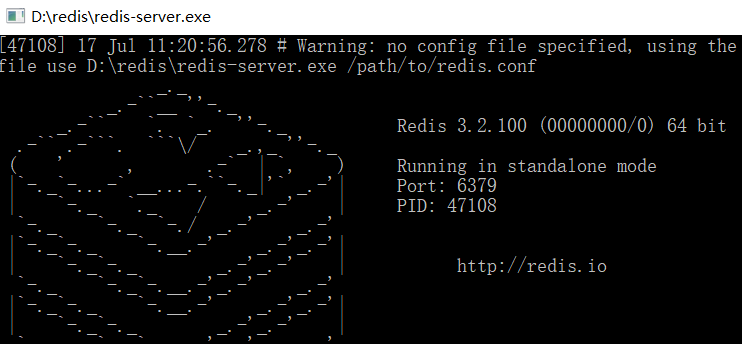 D:\redis\redis-server.exe
[47108] 17 Jul 11:20:56.278 # Warning: no config file specified, using the
file use D:\redis\redis-server.exe /path/to/redis.conf
Redis 3.2.100 (00000000/0) 64 bit
Running in standalone mode
Port: 6379
PID: 47108
http://redis.io